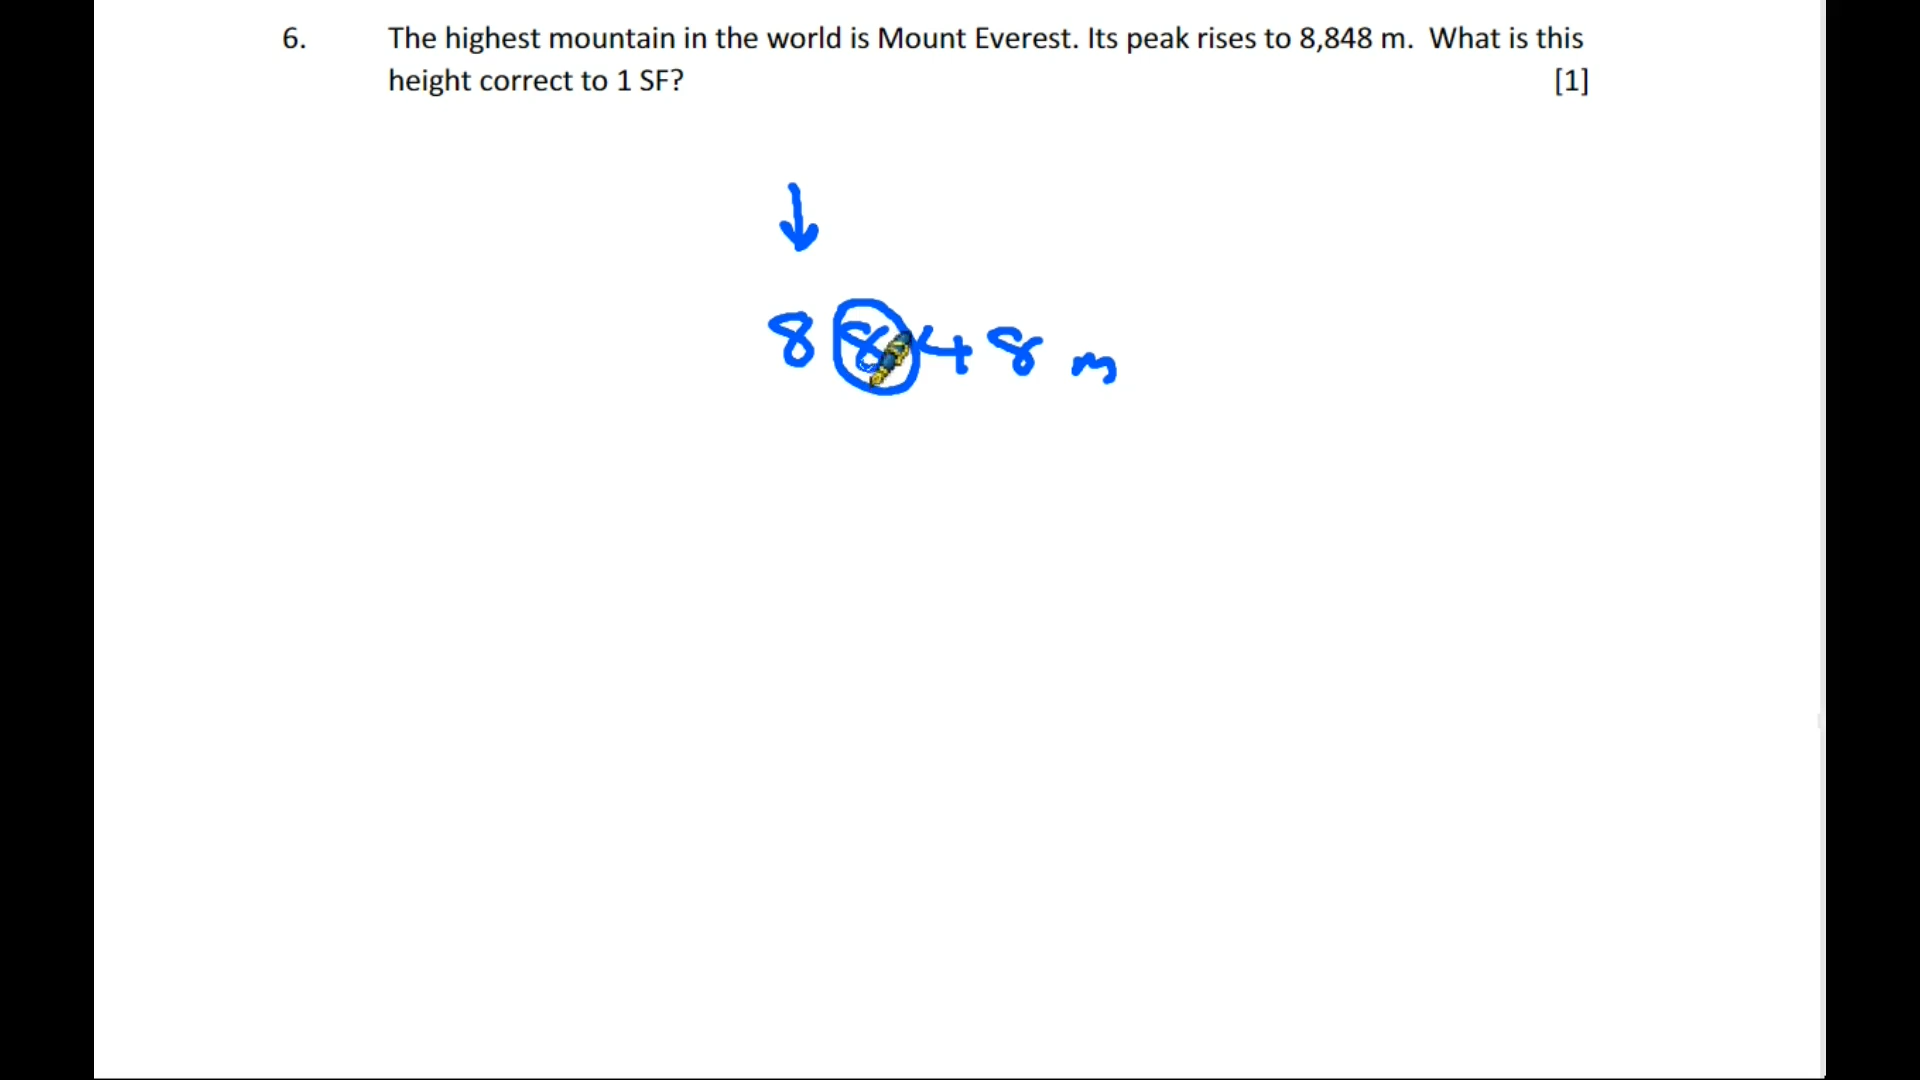 6. The highest mountain in the world is Mount Everest. Its peak rises to 8,848 m. What is this
height correct to 1 SF? [1]
8848 m